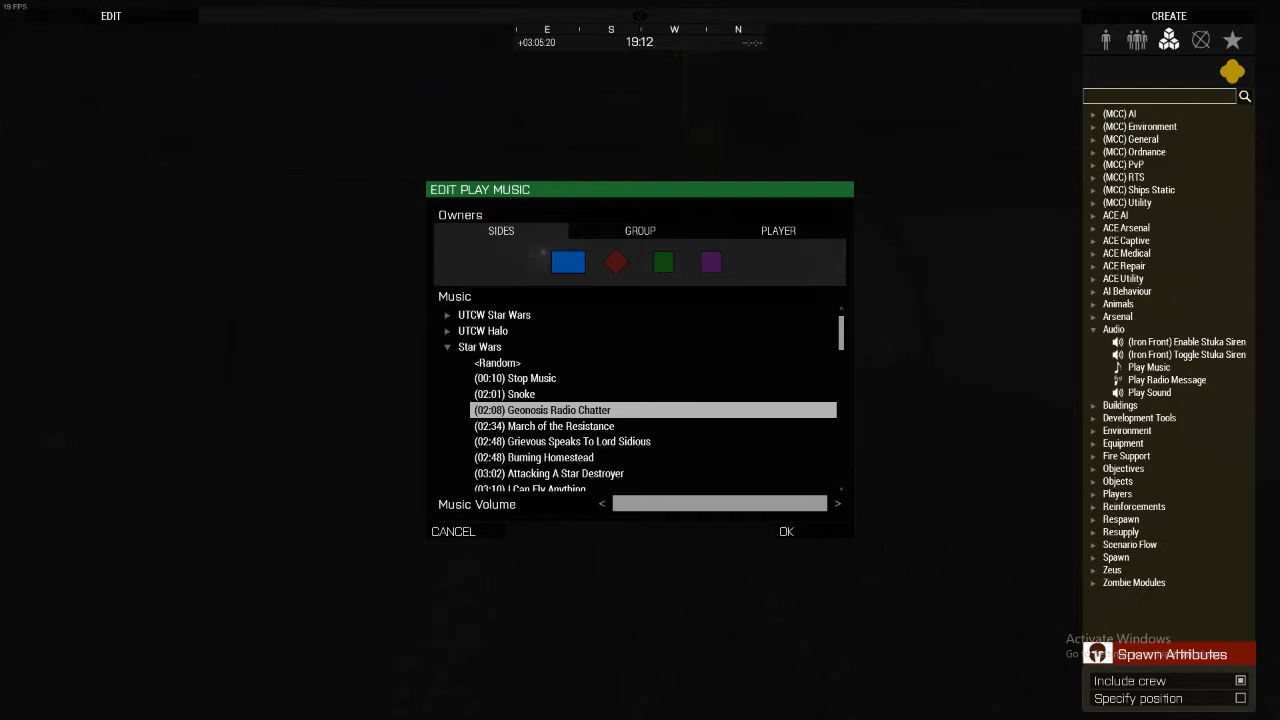 19 FPS
EDIT
CREATE
E S W N
+03:05:20 19:12 --:--:--
EDIT PLAY MUSIC
Owners
SIDES GROUP PLAYER
Music
UTCW Star Wars
UTCW Halo
Star Wars
<Random>
(00:10) Stop Music
(02:01) Snoke
(02:08) Geonosis Radio Chatter
(02:34) March of the Resistance
(02:48) Grievous Speaks To Lord Sidious
(02:48) Burning Homestead
(03:02) Attacking A Star Destroyer
(03:10) I Can Fly Anything
Music Volume < >
CANCEL OK
(MCC) AI
(MCC) Environment
(MCC) General
(MCC) Ordnance
(MCC) PvP
(MCC) RTS
(MCC) Ships Static
(MCC) Utility
ACE AI
ACE Arsenal
ACE Captive
ACE Medical
ACE Repair
ACE Utility
AI Behaviour
Animals
Arsenal
Audio
(Iron Front) Enable Stuka Siren
(Iron Front) Toggle Stuka Siren
Play Music
Play Radio Message
Play Sound
Buildings
Development Tools
Environment
Equipment
Fire Support
Objectives
Objects
Players
Reinforcements
Respawn
Resupply
Scenario Flow
Spawn
Zeus
Zombie Modules
Activate Windows
Spawn Attributes
Include crew
Specify position